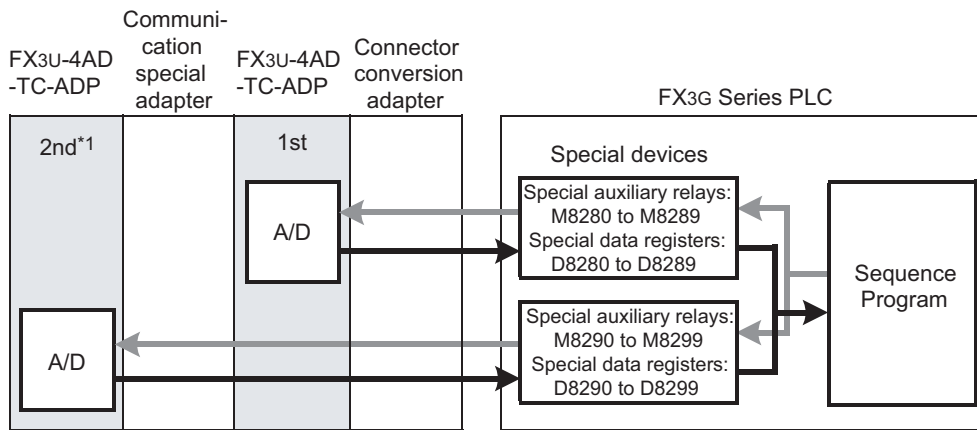 FX3U-4AD
-TC-ADP
Communi-
cation
special
adapter
FX3U-4AD
-TC-ADP
Connector
conversion
adapter
FX3G Series PLC
2nd*1
1st
Special devices
A/D
Special auxiliary relays:
M8280 to M8289
Special data registers:
D8280 to D8289
Sequence
Program
A/D
Special auxiliary relays:
M8290 to M8299
Special data registers:
D8290 to D8299